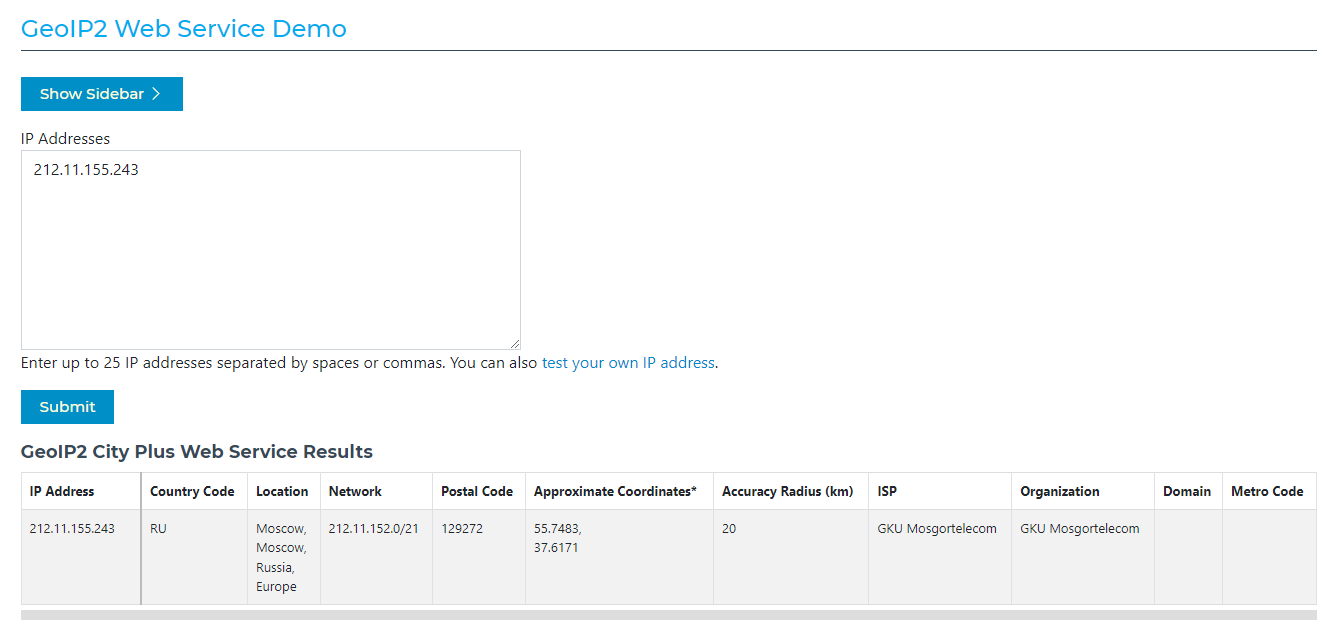 GeoIP2 Web Service Demo
Show Sidebar
IP Addresses
212.11.155.243
Enter up to 25 IP addresses separated by spaces or commas. You can also test your own IP address.
Submit
GeoIP2 City Plus Web Service Results
IP Address Country Code Location Network Postal Code Approximate Coordinates* Accuracy Radius (km) ISP Organization Domain Metro Code
212.11.155.243 RU Moscow, 212.11.152.0/21 129272 55.7483, 20 GKU Mosgortelecom GKU Mosgortelecom
Moscow, 37.6171
Russia,
Europe